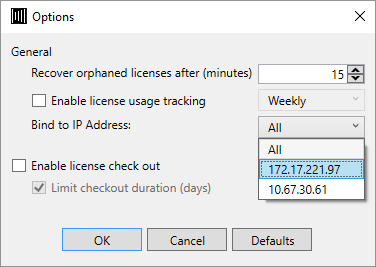 Options
General
Recover orphaned licenses after (minutes) 15
Enable license usage tracking Weekly
Bind to IP Address: All
All
172.17.221.97
10.67.30.61
Enable license check out
Limit checkout duration (days)
OK Cancel Defaults